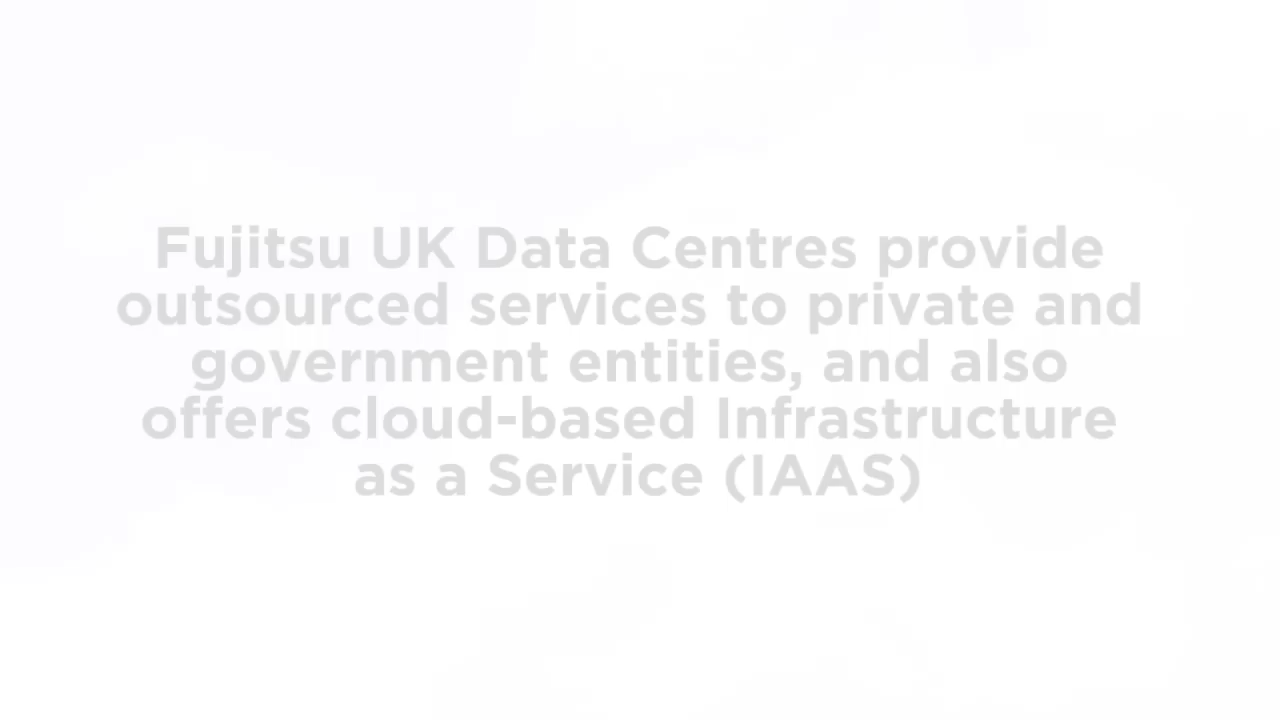 Fujitsu UK Data Centres provide
outsourced services to private and
government entities, and also
offers cloud-based Infrastructure
as a Service (IAAS)